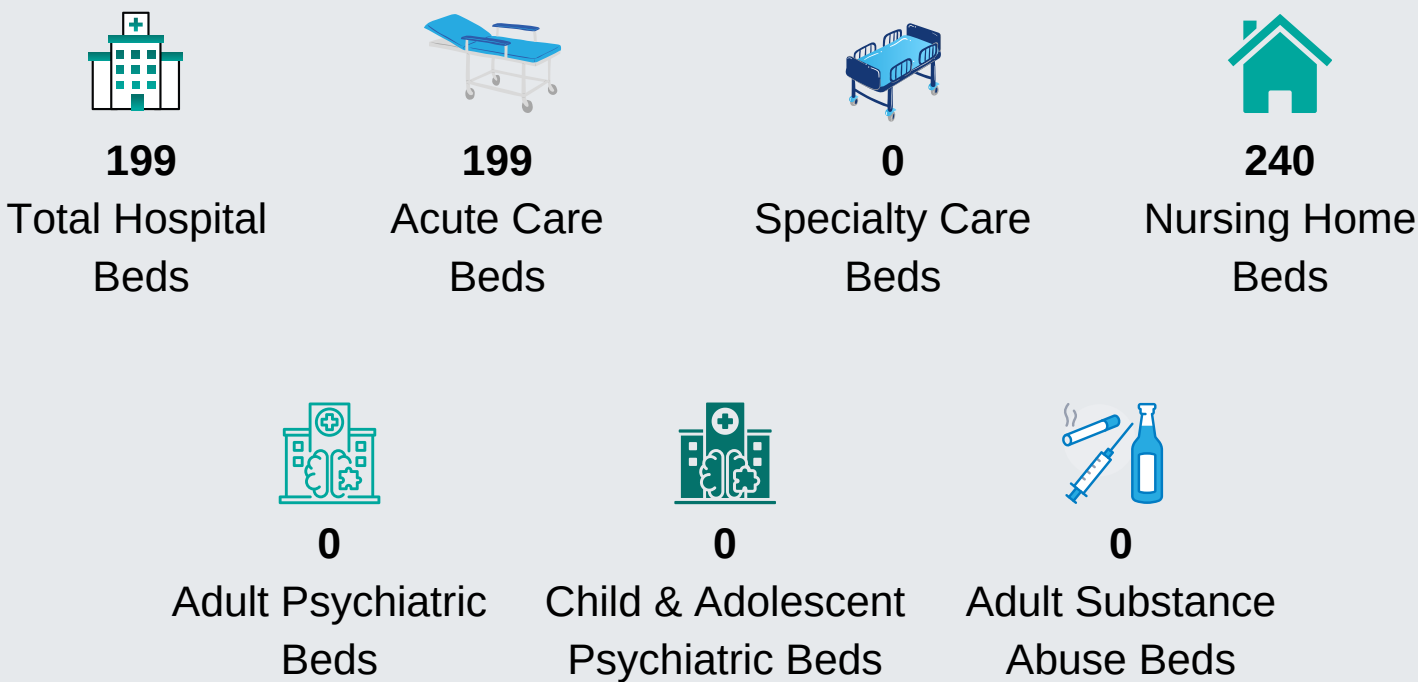 199
Total Hospital
Beds
199
Acute Care
Beds
0
Specialty Care
Beds
240
Nursing Home
Beds
0
Adult Psychiatric
Beds
0
Child & Adolescent
Psychiatric Beds
0
Adult Substance
Abuse Beds